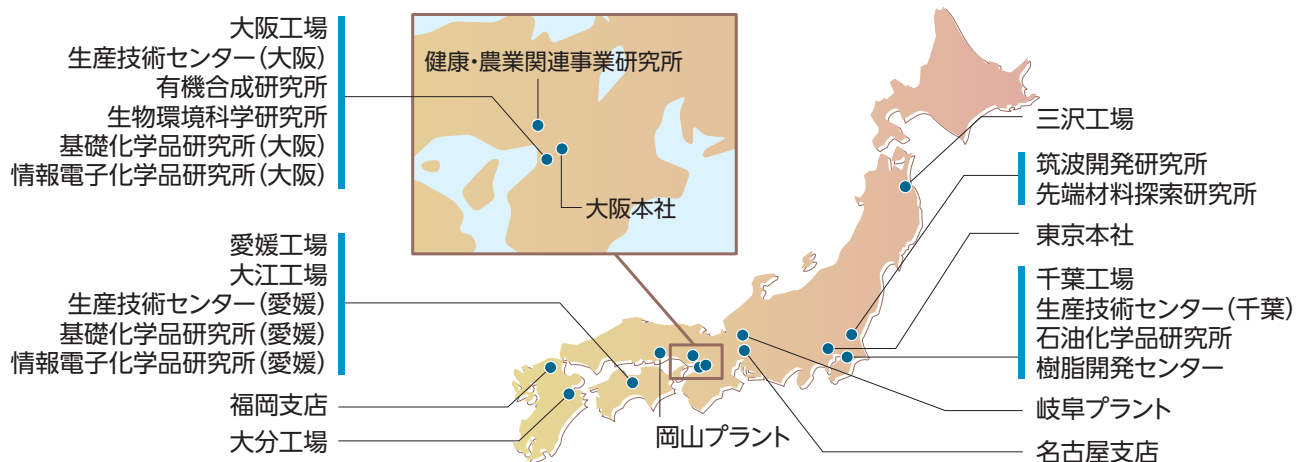 大阪工場
生産技術センター(大阪)
有機合成研究所
生物環境科学研究所
基礎化学品研究所(大阪)
情報電子化学品研究所(大阪)
愛媛工場
大江工場
生産技術センター(愛媛)
基礎化学品研究所(愛媛)
情報電子化学品研究所(愛媛)
福岡支店
大分工場
健康・農業関連事業研究所
大阪本社
岡山プラント
三沢工場
筑波開発研究所
先端材料探索研究所
東京本社
千葉工場
生産技術センター(千葉)
石油化学品研究所
樹脂開発センター
岐阜プラント
名古屋支店